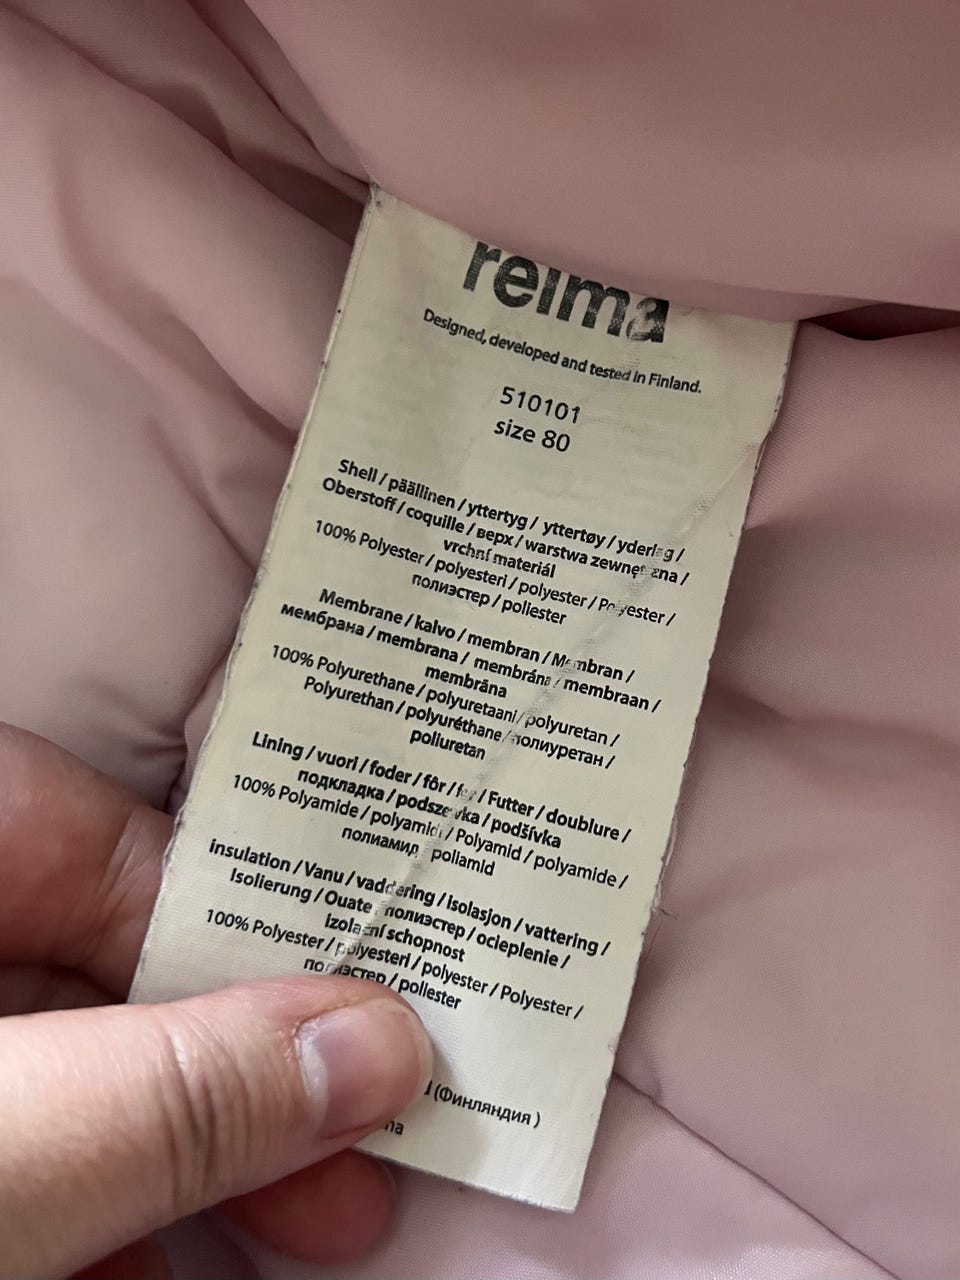 reima
Designed, developed and tested in Finland.
510101
size 80
Shell / päällinen / yttertyg / yttertøy / yderlag /
Oberstoff / coquille / верх / warstwa zewnętrzna /
vrchní materiál
100% Polyester / polyesteri / polyester / Polyester /
полиэстер / poliester
Membrane / kalvo / membran / Membran /
мембрана / membrana / membrána / membraan /
membrāna
100% Polyurethane / polyuretaani / polyuretan /
Polyurethan / polyuréthane / полиуретан /
poliuretan
Lining / vuori / foder / fôr / / Futter / doublure /
подкладка / podszewka / podšívka
100% Polyamide / polyamidi / Polyamid / polyamide /
полиамид poliamid
insulation / Vanu / vaddering / Isolasjon / vattering /
Isolierung / Ouate полиэстер / ocieplenie /
izolační schopnost
100% Polyester / polyesteri / polyester / Polyester /
полиэстер / poliester
(Финляндия )